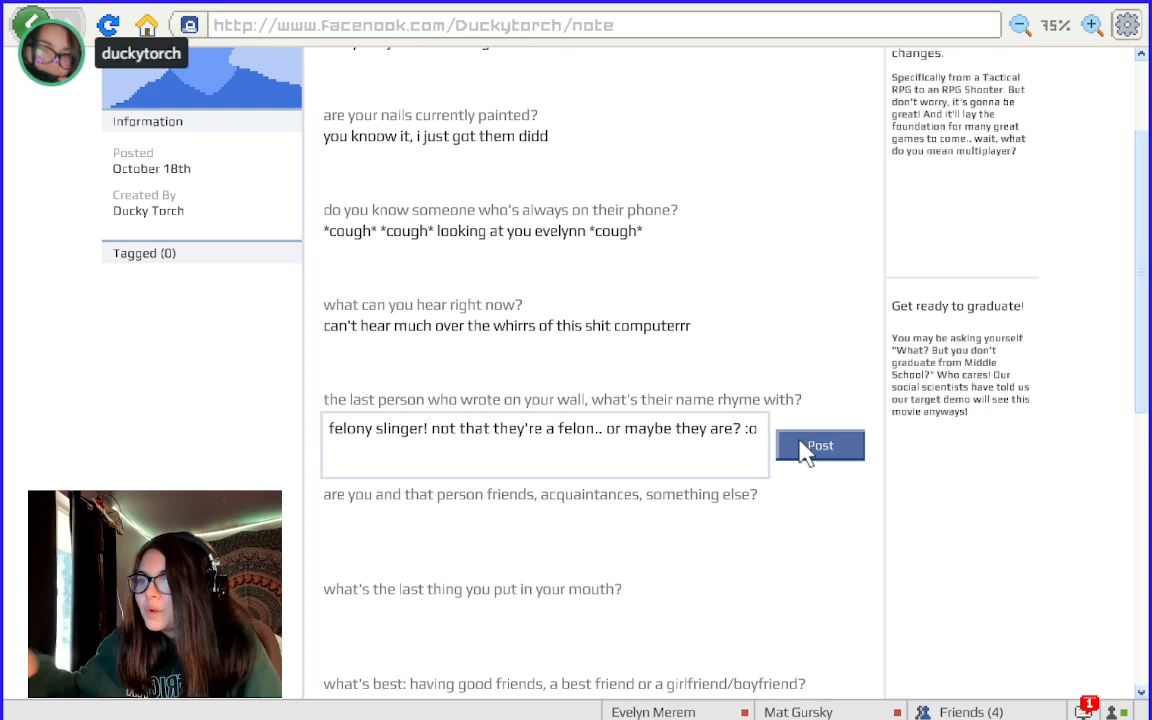 http://www.Facenook.com/Duckytorch/note
75%
duckytorch
changes.
Specifically from a Tactical
RPG to an RPG Shooter. But
don't worry, it's gonna be
great! And it'll lay the
foundation for many great
games to come.. wait, what
do you mean multiplayer?
Information
Posted
October 18th
Created By
Ducky Torch
Tagged (0)
are your nails currently painted?
you knoow it, i just got them didd
do you know someone who's always on their phone?
*cough* *cough* looking at you evelynn *cough*
what can you hear right now?
can't hear much over the whirrs of this shit computerrr
the last person who wrote on your wall, what's their name rhyme with?
felony slinger! not that they're a felon.. or maybe they are? :o
Post
are you and that person friends, acquaintances, something else?
what's the last thing you put in your mouth?
what's best: having good friends, a best friend or a girlfriend/boyfriend?
Get ready to graduate!
You may be asking yourself
"What? But you don't
graduate from Middle
School?" Who cares! Our
social scientists have told us
our target demo will see this
movie anyways!
Evelyn Merem
Mat Gursky
Friends (4)
1